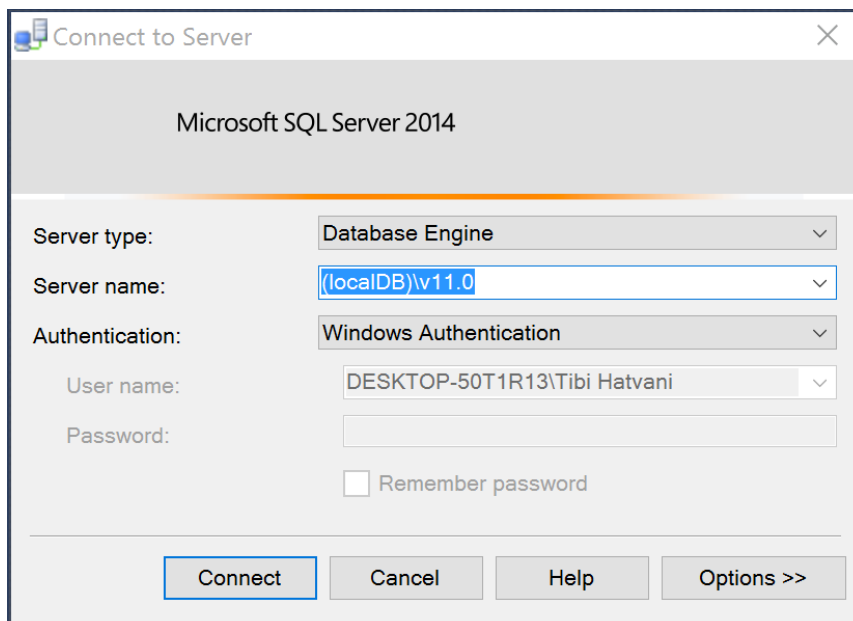 Connect to Server
Microsoft SQL Server 2014
Server type: Database Engine
Server name: (localDB)\v11.0
Authentication: Windows Authentication
User name: DESKTOP-50T1R13\Tibi Hatvani
Password:
Remember password
Connect Cancel Help Options >>